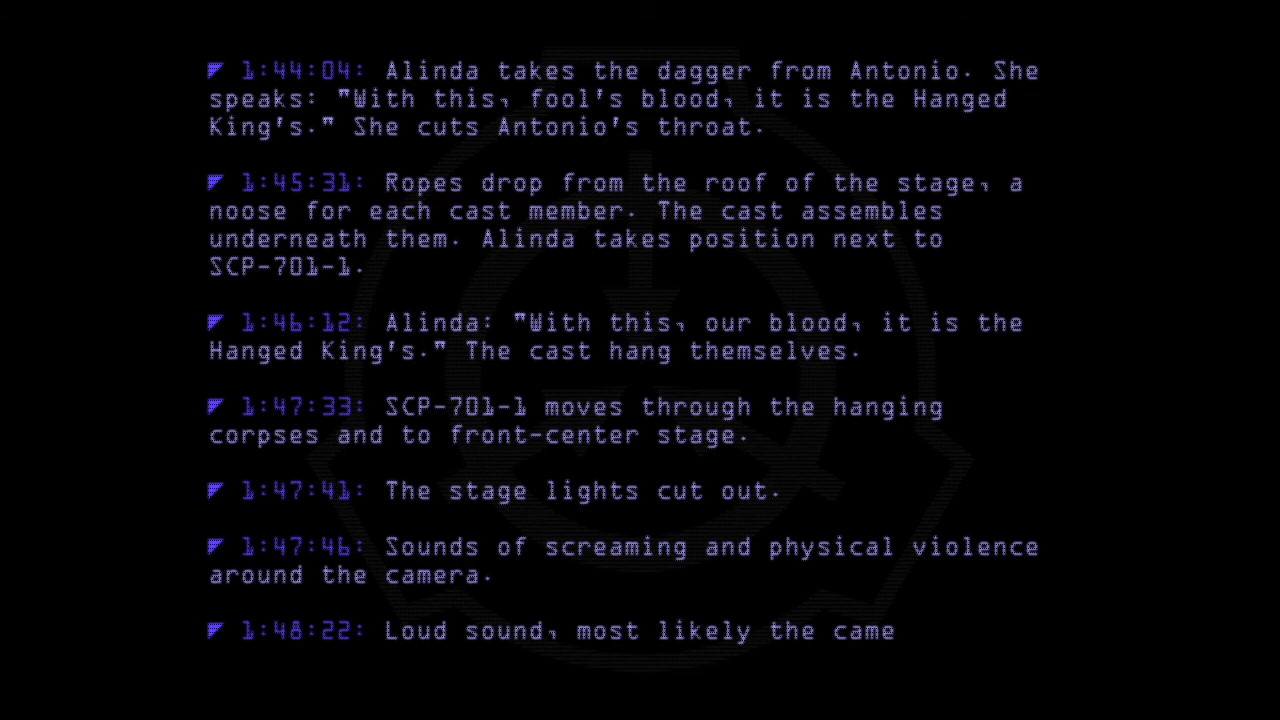 1:44:04: Alinda takes the dagger from Antonio. She
speaks: "With this, fool's blood, it is the Hanged
King's." She cuts Antonio's throat.
1:45:31: Ropes drop from the roof of the stage, a
noose for each cast member. The cast assembles
underneath them. Alinda takes position next to
SCP-701-1.
1:46:12: Alinda: "With this, our blood, it is the
Hanged King's." The cast hang themselves.
1:47:33: SCP-701-1 moves through the hanging
corpses and to front-center stage.
1:47:41: The stage lights cut out.
1:47:46: Sounds of screaming and physical violence
around the camera.
1:48:22: Loud sound, most likely the came